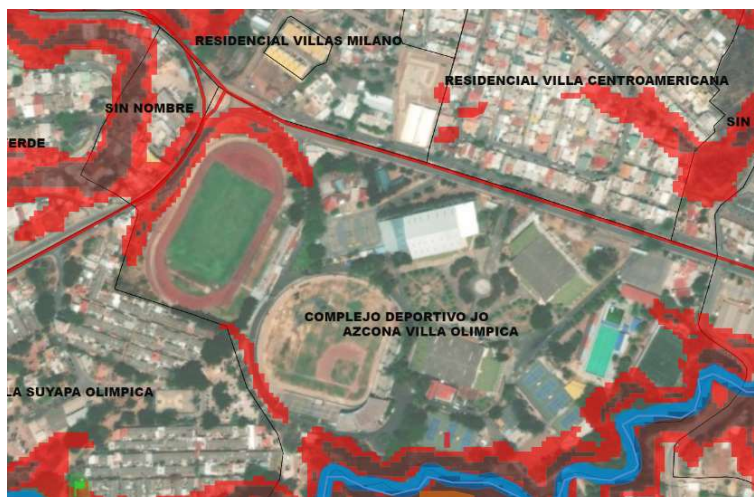 RESIDENCIAL VILLAS MILANO
RESIDENCIAL VILLA CENTROAMERICANA
SIN NOMBRE
SIN
ERDE
COMPLEJO DEPORTIVO JO
AZCONA VILLA OLIMPICA
LA SUYAPA OLIMPICA